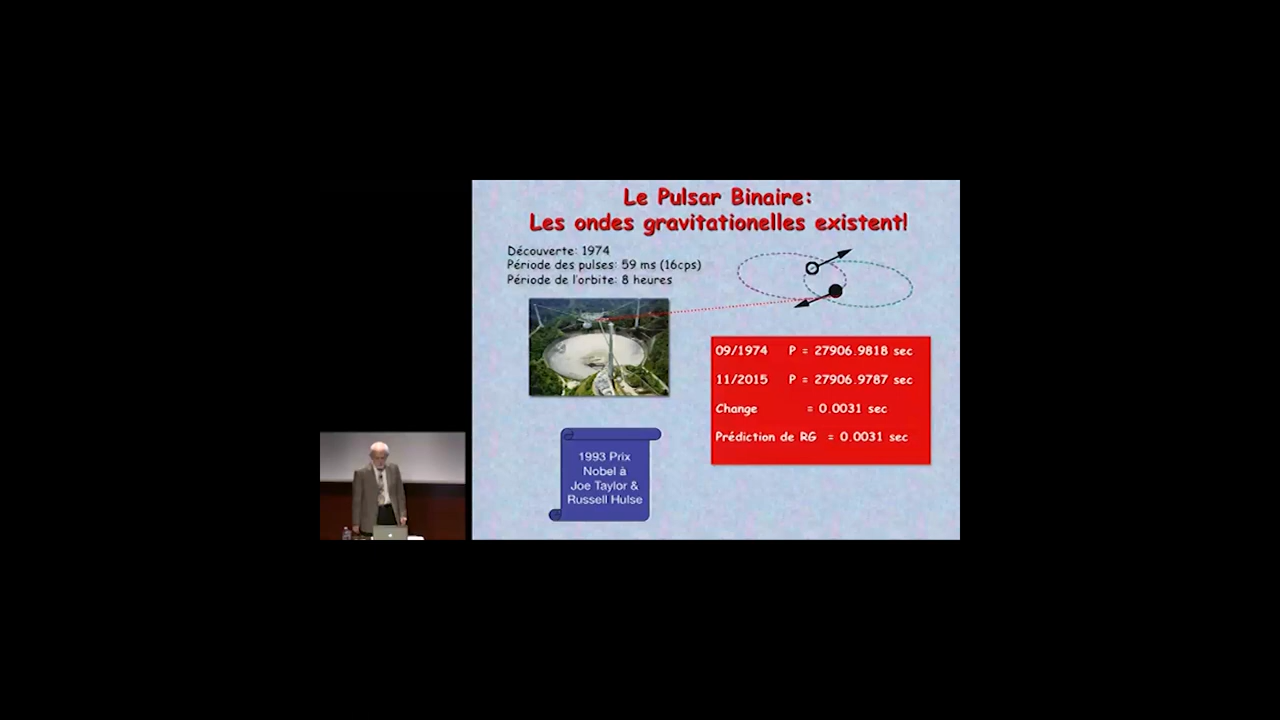 Le Pulsar Binaire:
Les ondes gravitationelles existent!
Découverte: 1974
Période des pulses: 59 ms (16cps)
Période de l'orbite: 8 heures
09/1974 P = 27906.9818 sec
11/2015 P = 27906.9787 sec
Change = 0.0031 sec
Prédiction de RG = 0.0031 sec
1993 Prix
Nobel à
Joe Taylor &
Russell Hulse